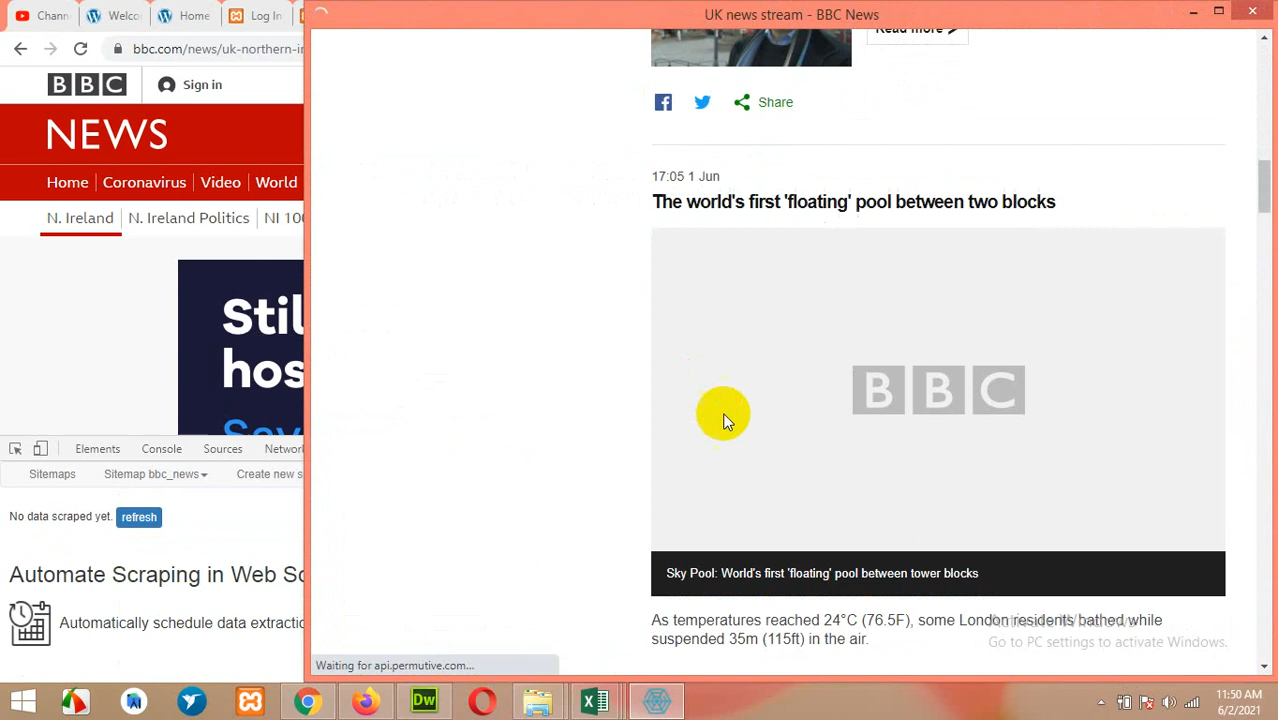 Chann
Welco
Home
Log In
UK news stream - BBC News
bbc.com/news/uk-northern-ir
BBC
Sign in
NEWS
Home
Coronavirus
Video
World
N. Ireland
N. Ireland Politics
NI 100
Stil
hos
Sav
Elements
Console
Sources
Network
Sitemaps
Sitemap bbc_news
Create new s
No data scraped yet.
refresh
Automate Scraping in Web Sc
Automatically schedule data extractio
Read more
Share
17:05 1 Jun
The world's first 'floating' pool between two blocks
BBC
Sky Pool: World's first 'floating' pool between tower blocks
As temperatures reached 24°C (76.5F), some London residents bathed while
suspended 35m (115ft) in the air.
Activate Windows
Go to PC settings to activate Windows.
Waiting for api.permutive.com...
Dw
11:50 AM
6/2/2021